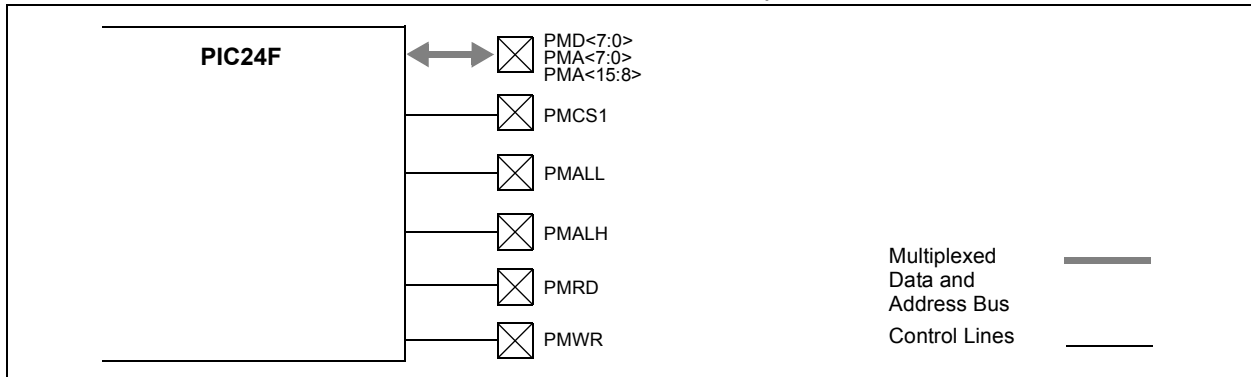 PIC24F
PMD<7:0>
PMA<7:0>
PMA<15:8>
PMCS1
PMALL
PMALH
PMRD
PMWR
Multiplexed
Data and
Address Bus
Control Lines